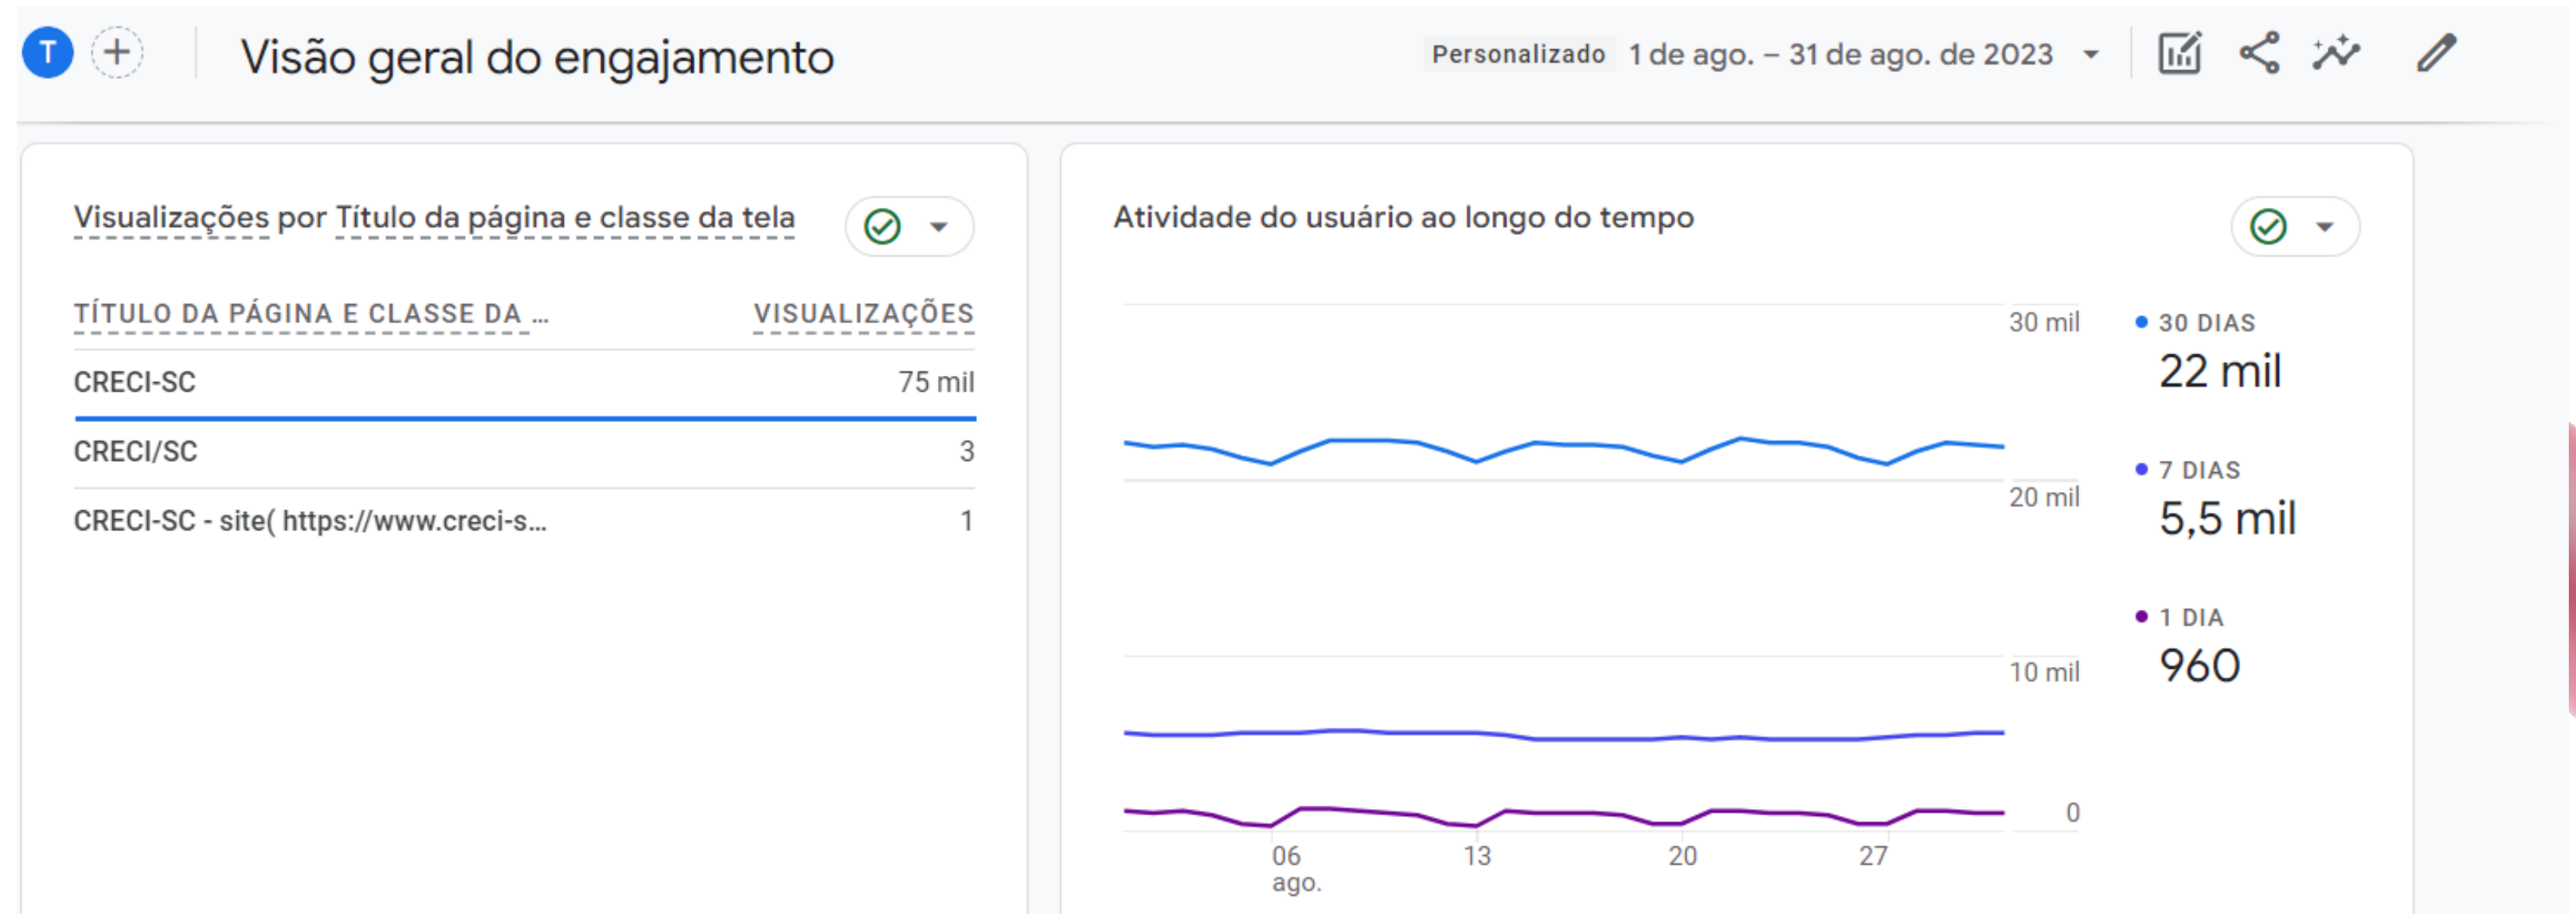 T
Visão geral do engajamento
Personalizado 1 de ago. – 31 de ago. de 2023
Visualizações por Título da página e classe da tela
TÍTULO DA PÁGINA E CLASSE DA ... VISUALIZAÇÕES
CRECI-SC 75 mil
CRECI/SC 3
CRECI-SC - site( https://www.creci-s... 1
Atividade do usuário ao longo do tempo
30 mil
20 mil
10 mil
0
06 13 20 27
ago.
30 DIAS
22 mil
7 DIAS
5,5 mil
1 DIA
960